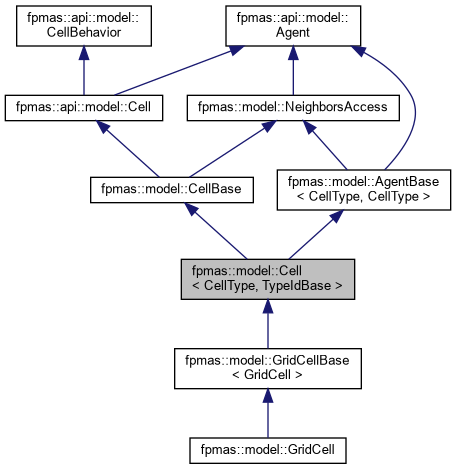 fpmas::api::model::
CellBehavior
fpmas::api::model::
Agent
fpmas::api::model::Cell
fpmas::model::NeighborsAccess
fpmas::model::CellBase
fpmas::model::AgentBase
< CellType, CellType >
fpmas::model::Cell
< CellType, TypeIdBase >
fpmas::model::GridCellBase
< GridCell >
fpmas::model::GridCell